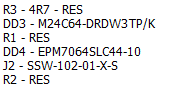 R3 - 4R7 - RES
DD3 - M24C64-DRDW3TP/K
R1 - RES
DD4 - EPM7064SLC44-10
J2 - SSW-102-01-X-S
R2 - RES